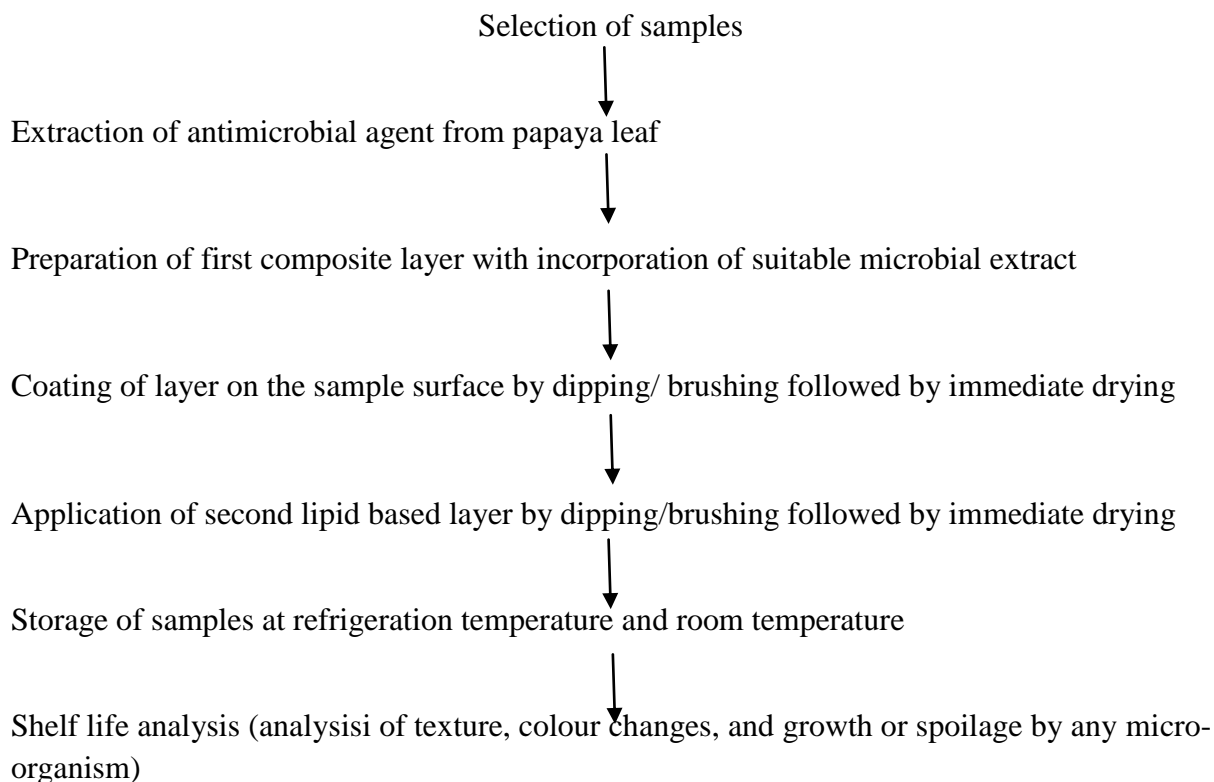 Selection of samples
Extraction of antimicrobial agent from papaya leaf
Preparation of first composite layer with incorporation of suitable microbial extract
Coating of layer on the sample surface by dipping/ brushing followed by immediate drying
Application of second lipid based layer by dipping/brushing followed by immediate drying
Storage of samples at refrigeration temperature and room temperature
Shelf life analysis (analysisi of texture, colour changes, and growth or spoilage by any micro-
organism)